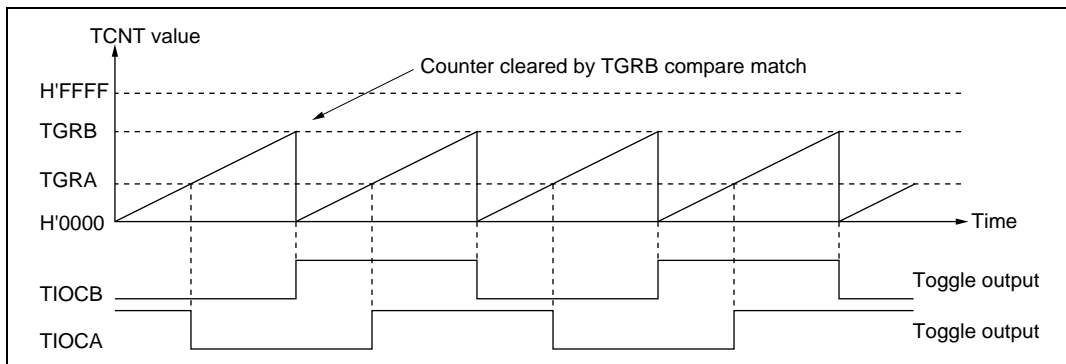 TCNT value
Counter cleared by TGRB compare match
H'FFFF
TGRB
TGRA
H'0000
Time
TIOCB
Toggle output
TIOCA
Toggle output